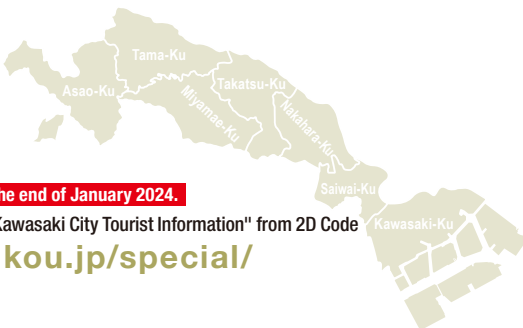 Tama-Ku
Asao-Ku
Takatsu-Ku
Miyamae-Ku
Nakahara-Ku
Saiwai-Ku
he end of January 2024.
Kawasaki City Tourist Information" from 2D Code
Kawasaki-Ku
kou.jp/special/